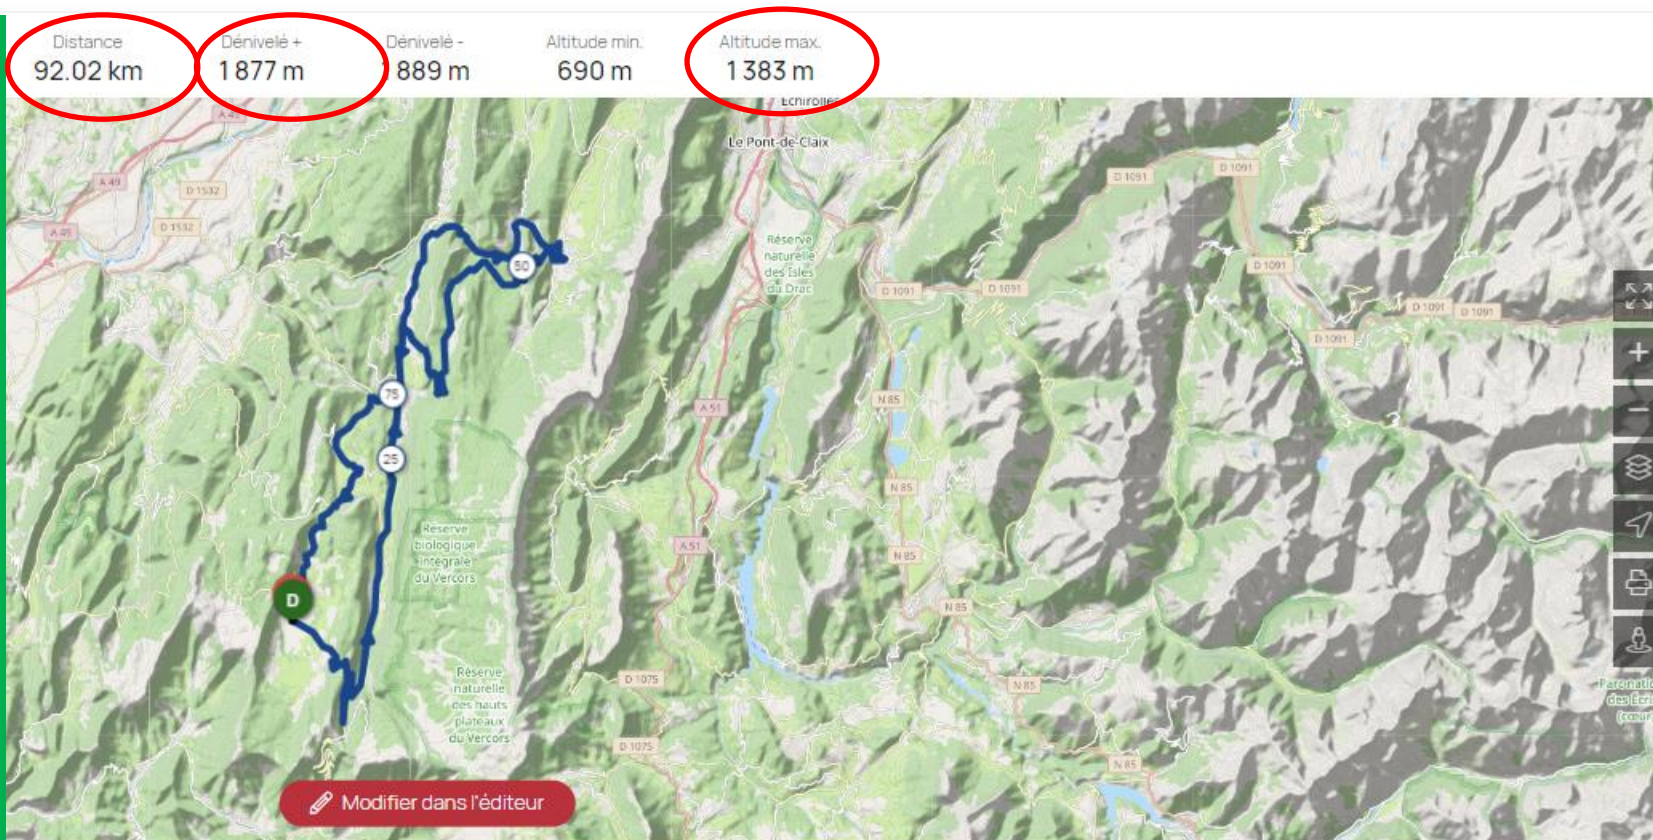 Distance
92.02 km
Dénivelé +
1 877 m
Dénivelé -
889 m
Altitude min.
690 m
Altitude max.
1 383 m
Echirolles
Le Pont-de-Claix
A 49
D 1532
D 1532
A 49
Réserve
naturelle
des Isles
du Drac
D 1091
D 1091
D 1091
D 1091
D 1091
D 1091
D 1091
D 1091
50
75
25
N 85
A 51
N 85
A 51
N 85
N 85
Réserve
biologique
intégrale
du Vercors
D
Réserve
naturelle
des hauts
plateaux
du Vercors
D 1075
N 85
D 1075
N 85
(cœur
Modifier dans l'éditeur